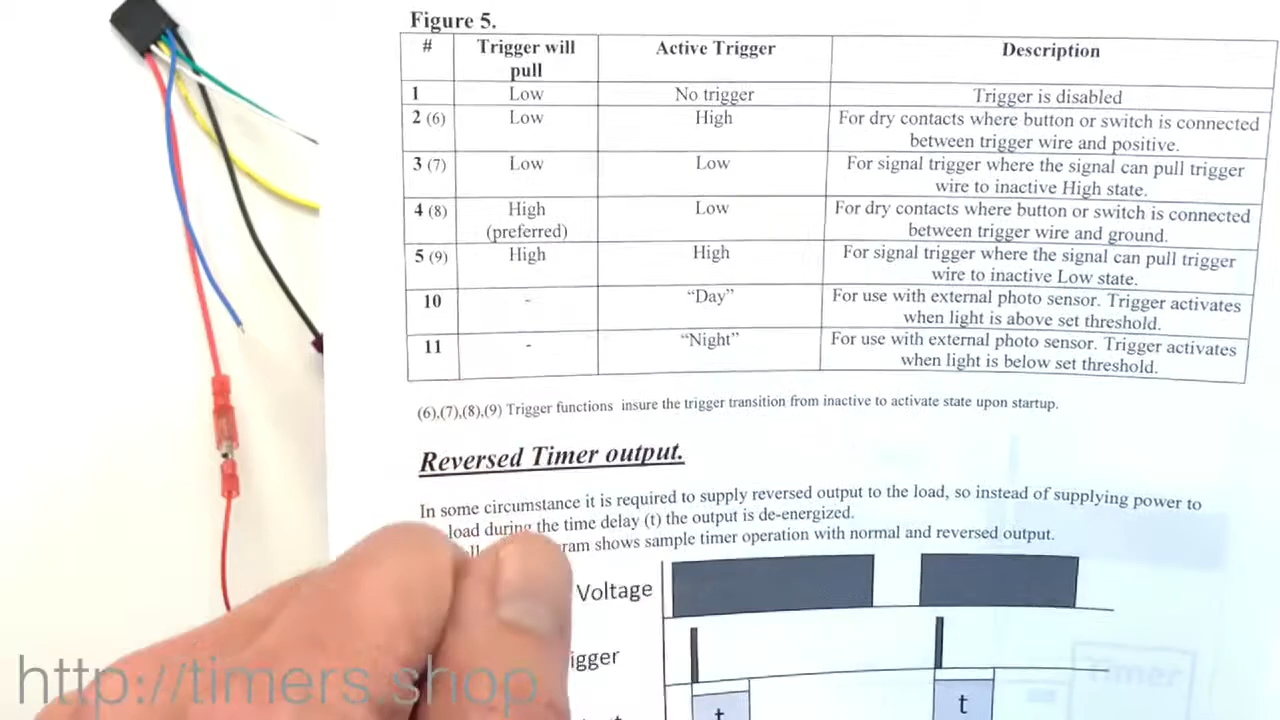 Figure 5.
# Trigger will pull Active Trigger Description
1 Low No trigger Trigger is disabled
2 (6) Low High For dry contacts where button or switch is connected
between trigger wire and positive.
3 (7) Low Low For signal trigger where the signal can pull trigger
wire to inactive High state.
4 (8) High (preferred) Low For dry contacts where button or switch is connected
between trigger wire and ground.
5 (9) High High For signal trigger where the signal can pull trigger
wire to inactive Low state.
10 - “Day” For use with external photo sensor. Trigger activates
when light is above set threshold.
11 - “Night” For use with external photo sensor. Trigger activates
when light is below set threshold.
(6),(7),(8),(9) Trigger functions insure the trigger transition from inactive to activate state upon startup.
Reversed Timer output.
In some circumstance it is required to supply reversed output to the load, so instead of supplying power to
load during the time delay (t) the output is de-energized.
shows sample timer operation with normal and reversed output.
Voltage
igger
t t
Timer
http://timers.shop